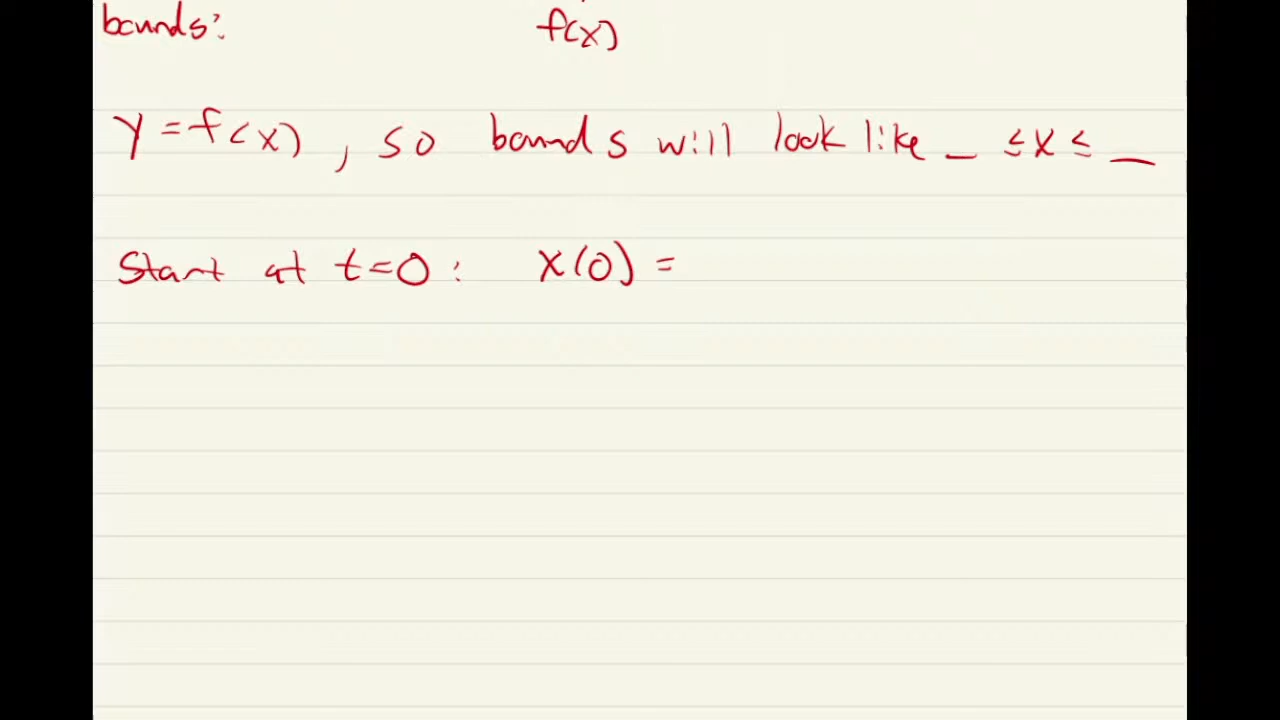 bounds:
f(x)
y = f(x), so bounds will look like _ ≤ x ≤ _
Start at t=0: x(0) =